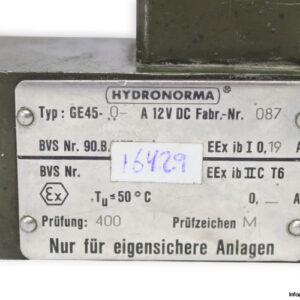 HYDRONORMA ®
Typ: GE45- 0- A 12V DC Fabr.-Nr. 087
BVS Nr. 90.B. EEx ib I 0,19 A
BVS Nr. 16429 EEx ib IIC T6
Ex Tu ≤ 50°C 0,
Prüfung: 400 Prüfzeichen M
Nur für eigensichere Anlagen